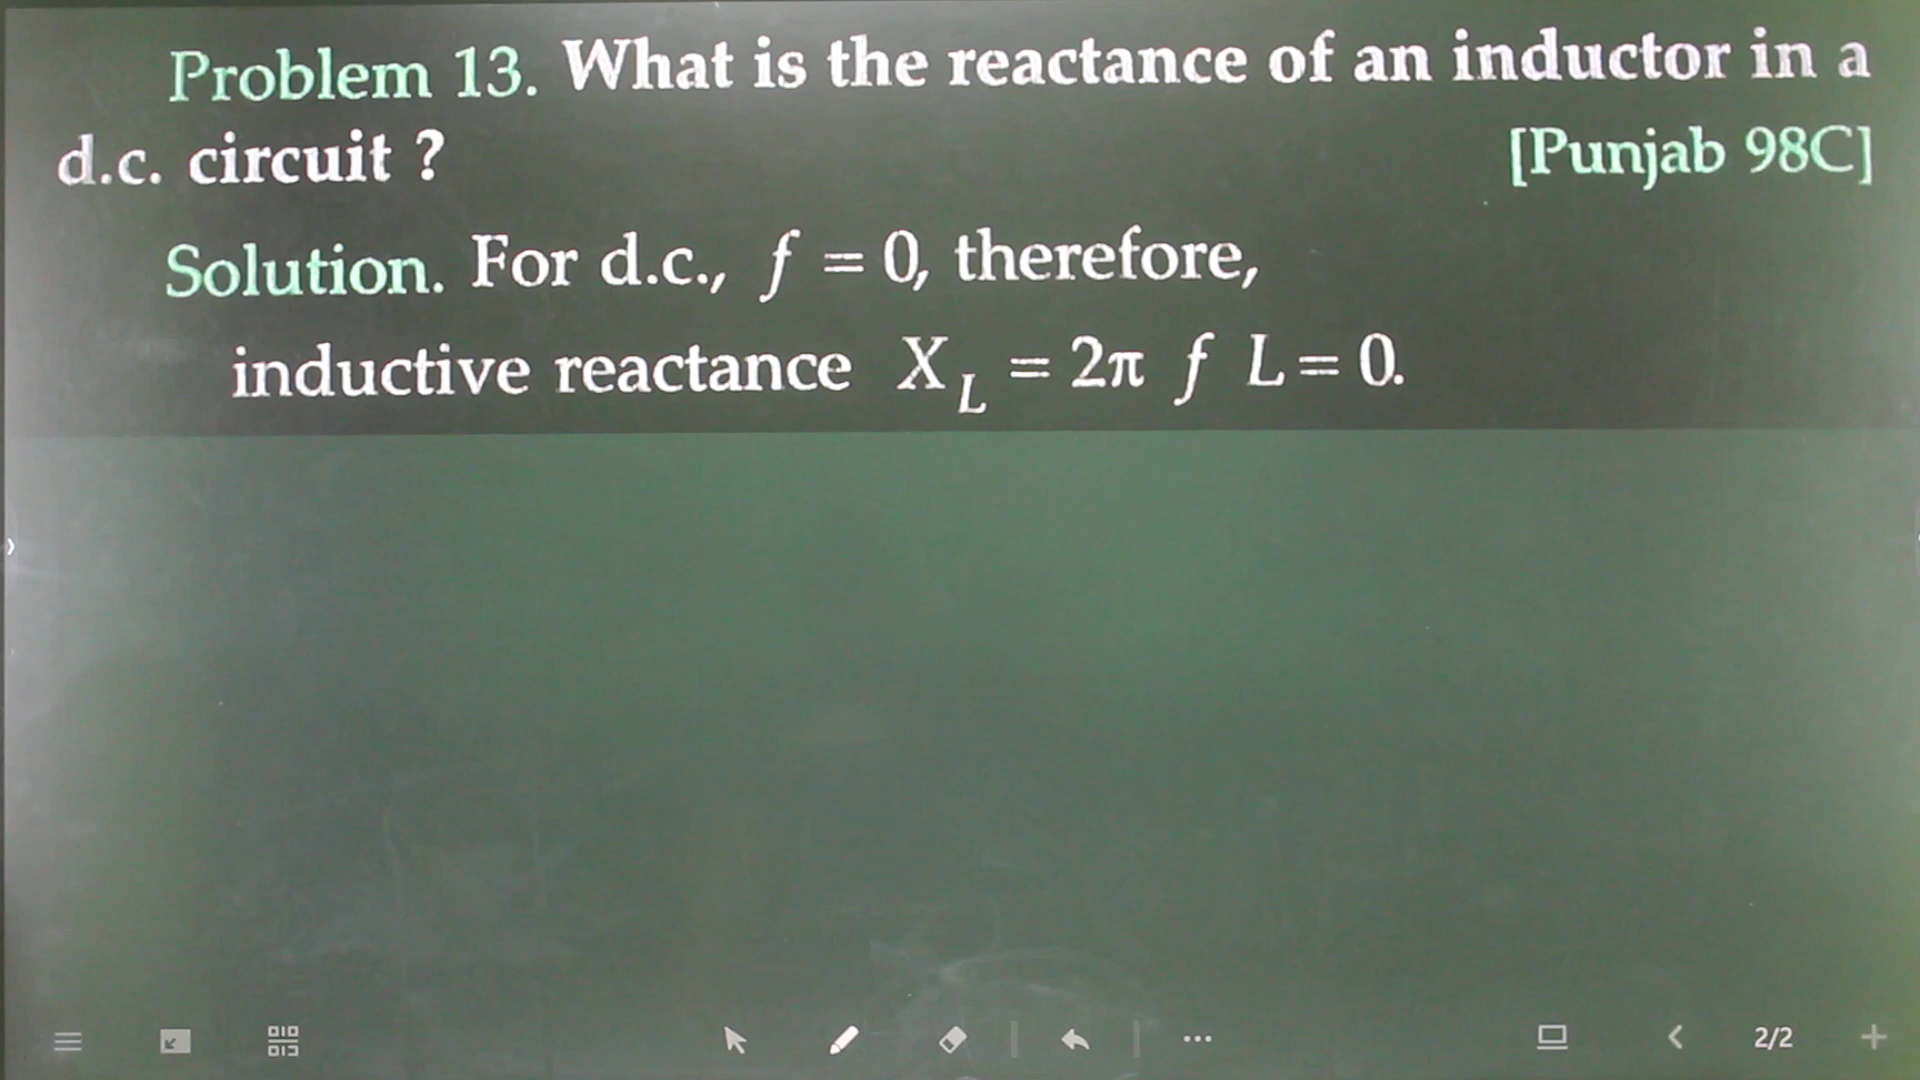 Problem 13. What is the reactance of an inductor in a
d.c. circuit ? [Punjab 98C]
Solution. For d.c., f = 0, therefore,
inductive reactance X_L = 2π f L = 0.
2/2